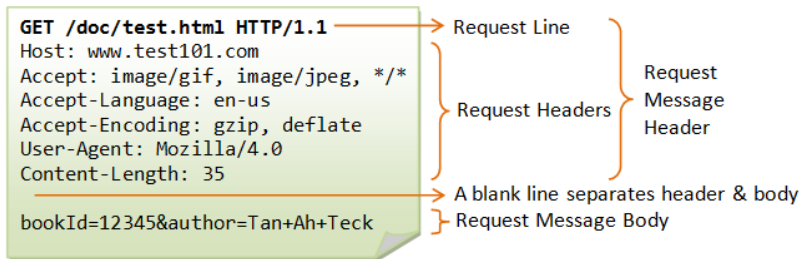 GET /doc/test.html HTTP/1.1
Host: www.test101.com
Accept: image/gif, image/jpeg, */*
Accept-Language: en-us
Accept-Encoding: gzip, deflate
User-Agent: Mozilla/4.0
Content-Length: 35
bookId=12345&author=Tan+Ah+Teck
Request Line
Request Headers
Request
Message
Header
A blank line separates header & body
Request Message Body